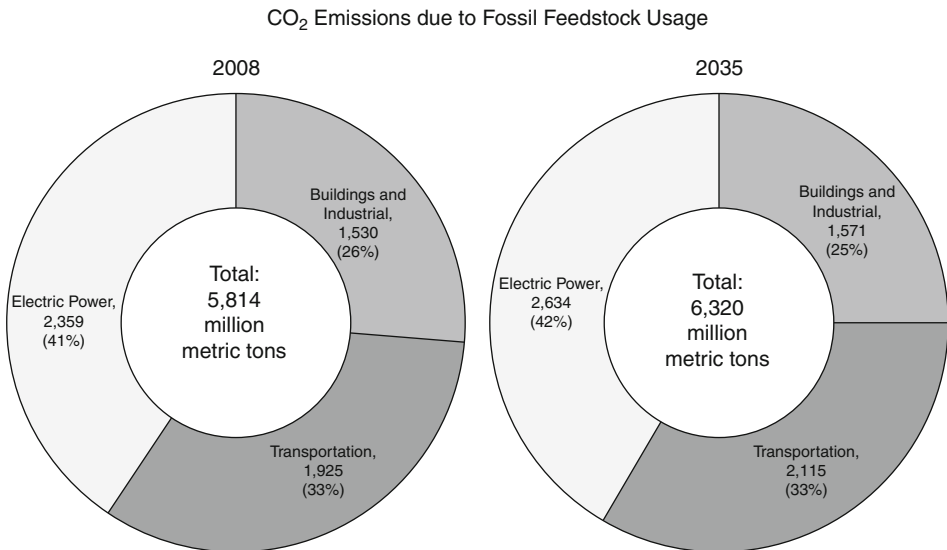 CO₂ Emissions due to Fossil Feedstock Usage
2008
Buildings and
Industrial,
1,530
(26%)
Total:
5,814
million
metric tons
Electric Power,
2,359
(41%)
Transportation,
1,925
(33%)
2035
Buildings and
Industrial,
1,571
(25%)
Total:
6,320
million
metric tons
Electric Power,
2,634
(42%)
Transportation,
2,115
(33%)